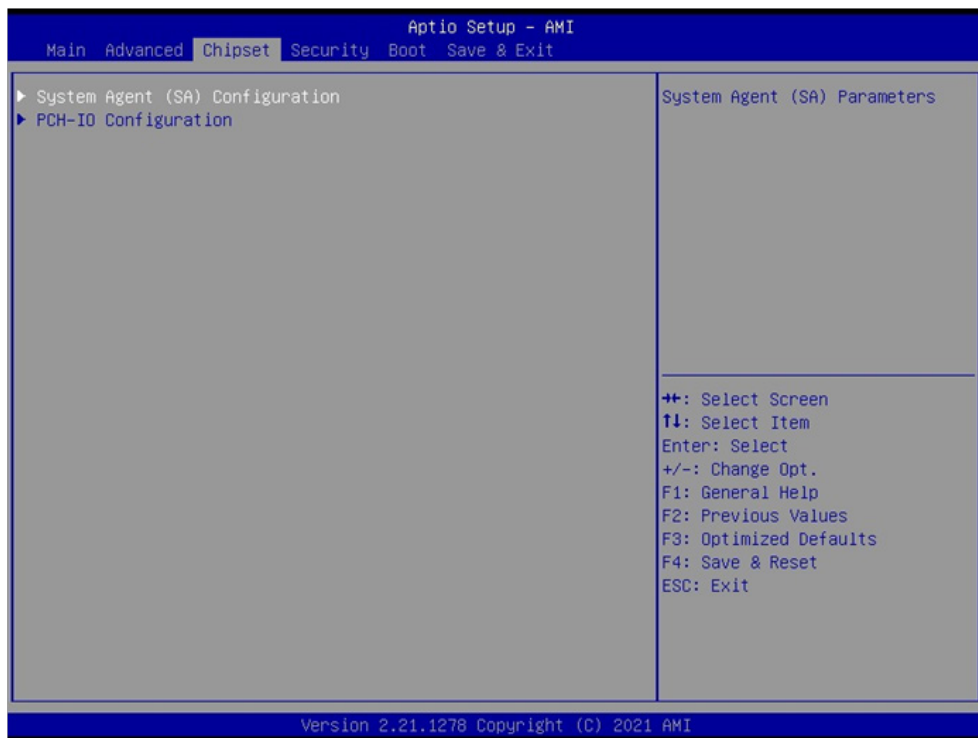 Aptio Setup – AMI
Main Advanced Chipset Security Boot Save & Exit
System Agent (SA) Configuration
PCH-IO Configuration
System Agent (SA) Parameters
→←: Select Screen
↑↓: Select Item
Enter: Select
+/-: Change Opt.
F1: General Help
F2: Previous Values
F3: Optimized Defaults
F4: Save & Reset
ESC: Exit
Version 2.21.1278 Copyright (C) 2021 AMI